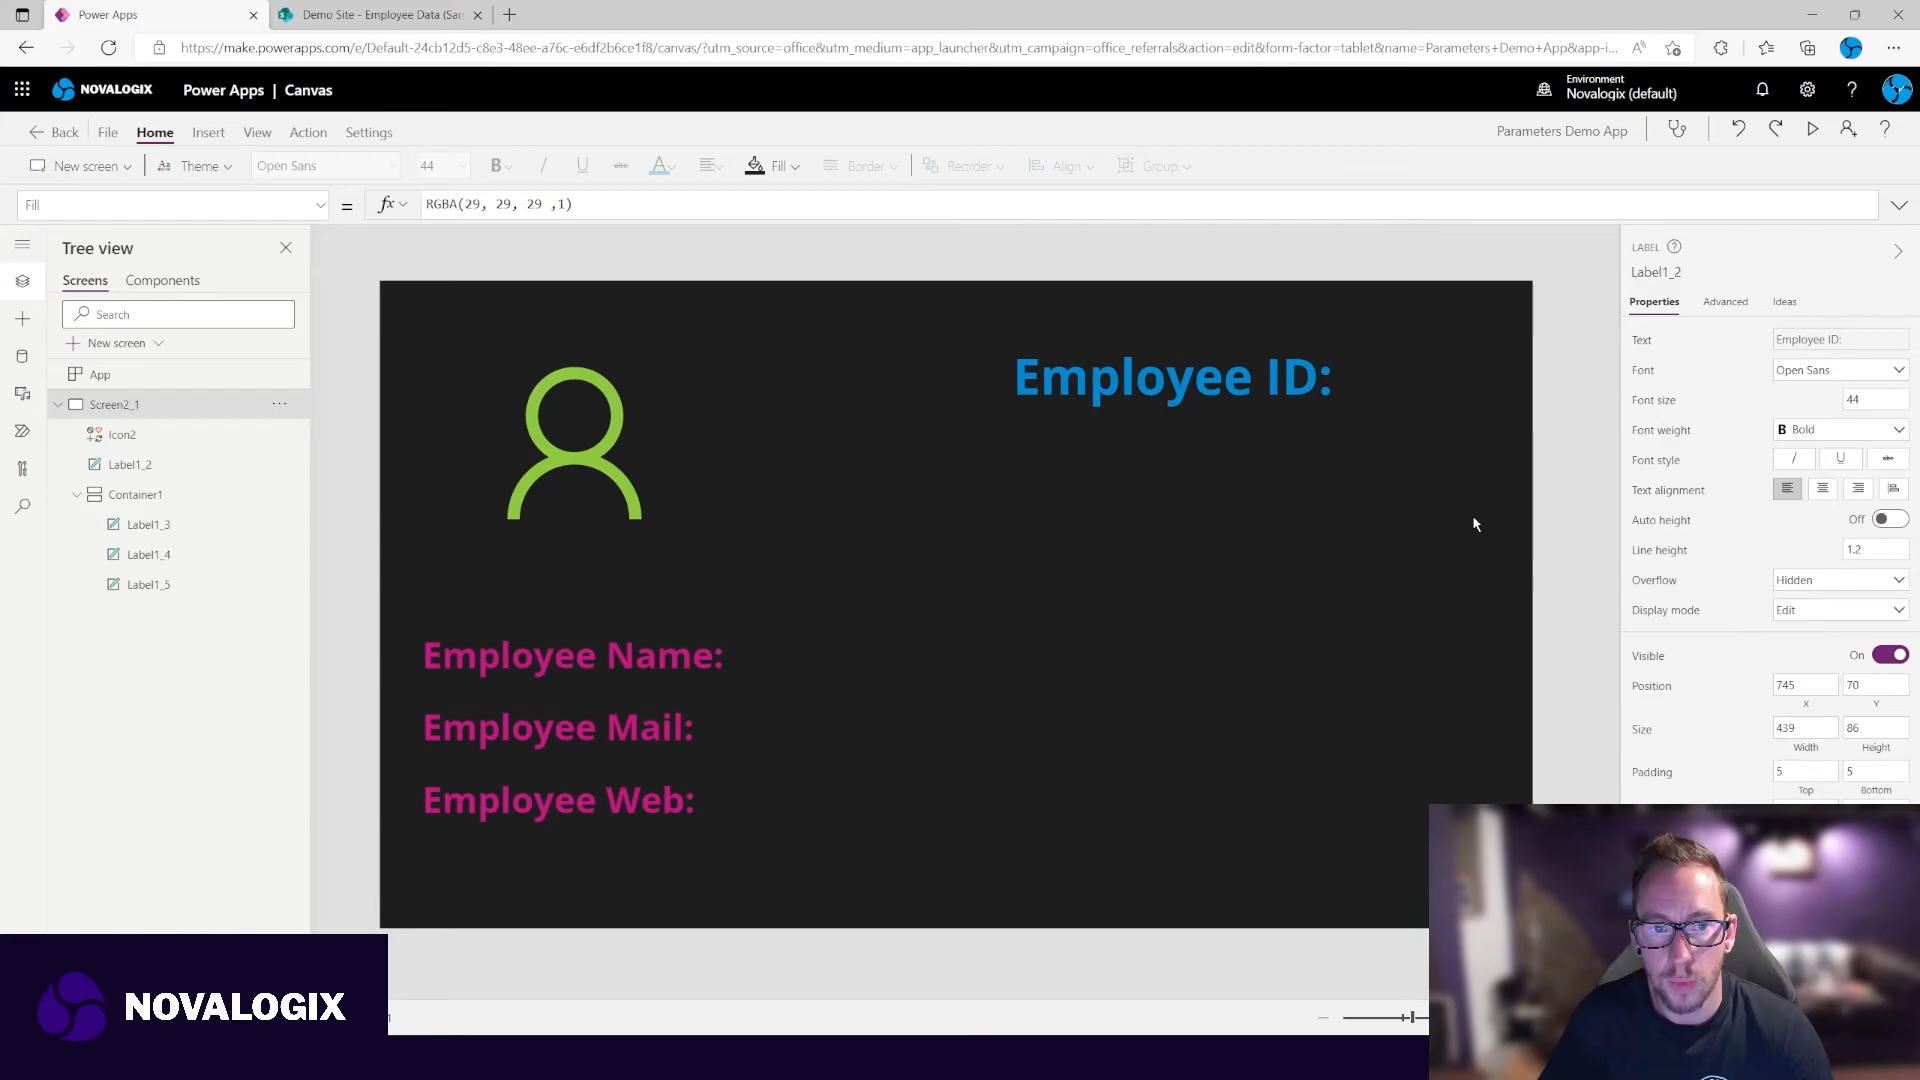 Power Apps
Demo Site - Employee Data (San
https://make.powerapps.com/e/Default-24cb12d5-c8e3-48ee-a76c-e6df2b6ce1f8/canvas/?utm_source=office&utm_medium=app_launcher&utm_campaign=office_referrals&action=edit&form-factor=tablet&name=Parameters+Demo+App&app-i...
NOVALOGIX
Power Apps | Canvas
Environment
Novalogix (default)
Back
File
Home
Insert
View
Action
Settings
Parameters Demo App
New screen
Theme
Open Sans
44
B
/
U
abc
A
Fill
Border
Reorder
Align
Group
Fill
=
fx
RGBA(29, 29, 29 ,1)
Tree view
Screens
Components
Search
New screen
App
Screen2_1
...
Icon2
Label1_2
Container1
Label1_3
Label1_4
Label1_5
Employee ID:
Employee Name:
Employee Mail:
Employee Web:
LABEL
Label1_2
Properties
Advanced
Ideas
Text
Employee ID:
Font
Open Sans
Font size
44
Font weight
B Bold
Font style
/
U
abc
Text alignment
Auto height
Off
Line height
1.2
Overflow
Hidden
Display mode
Edit
Visible
On
Position
745
70
X
Y
Size
439
86
Width
Height
Padding
5
5
Top
Bottom
NOVALOGIX